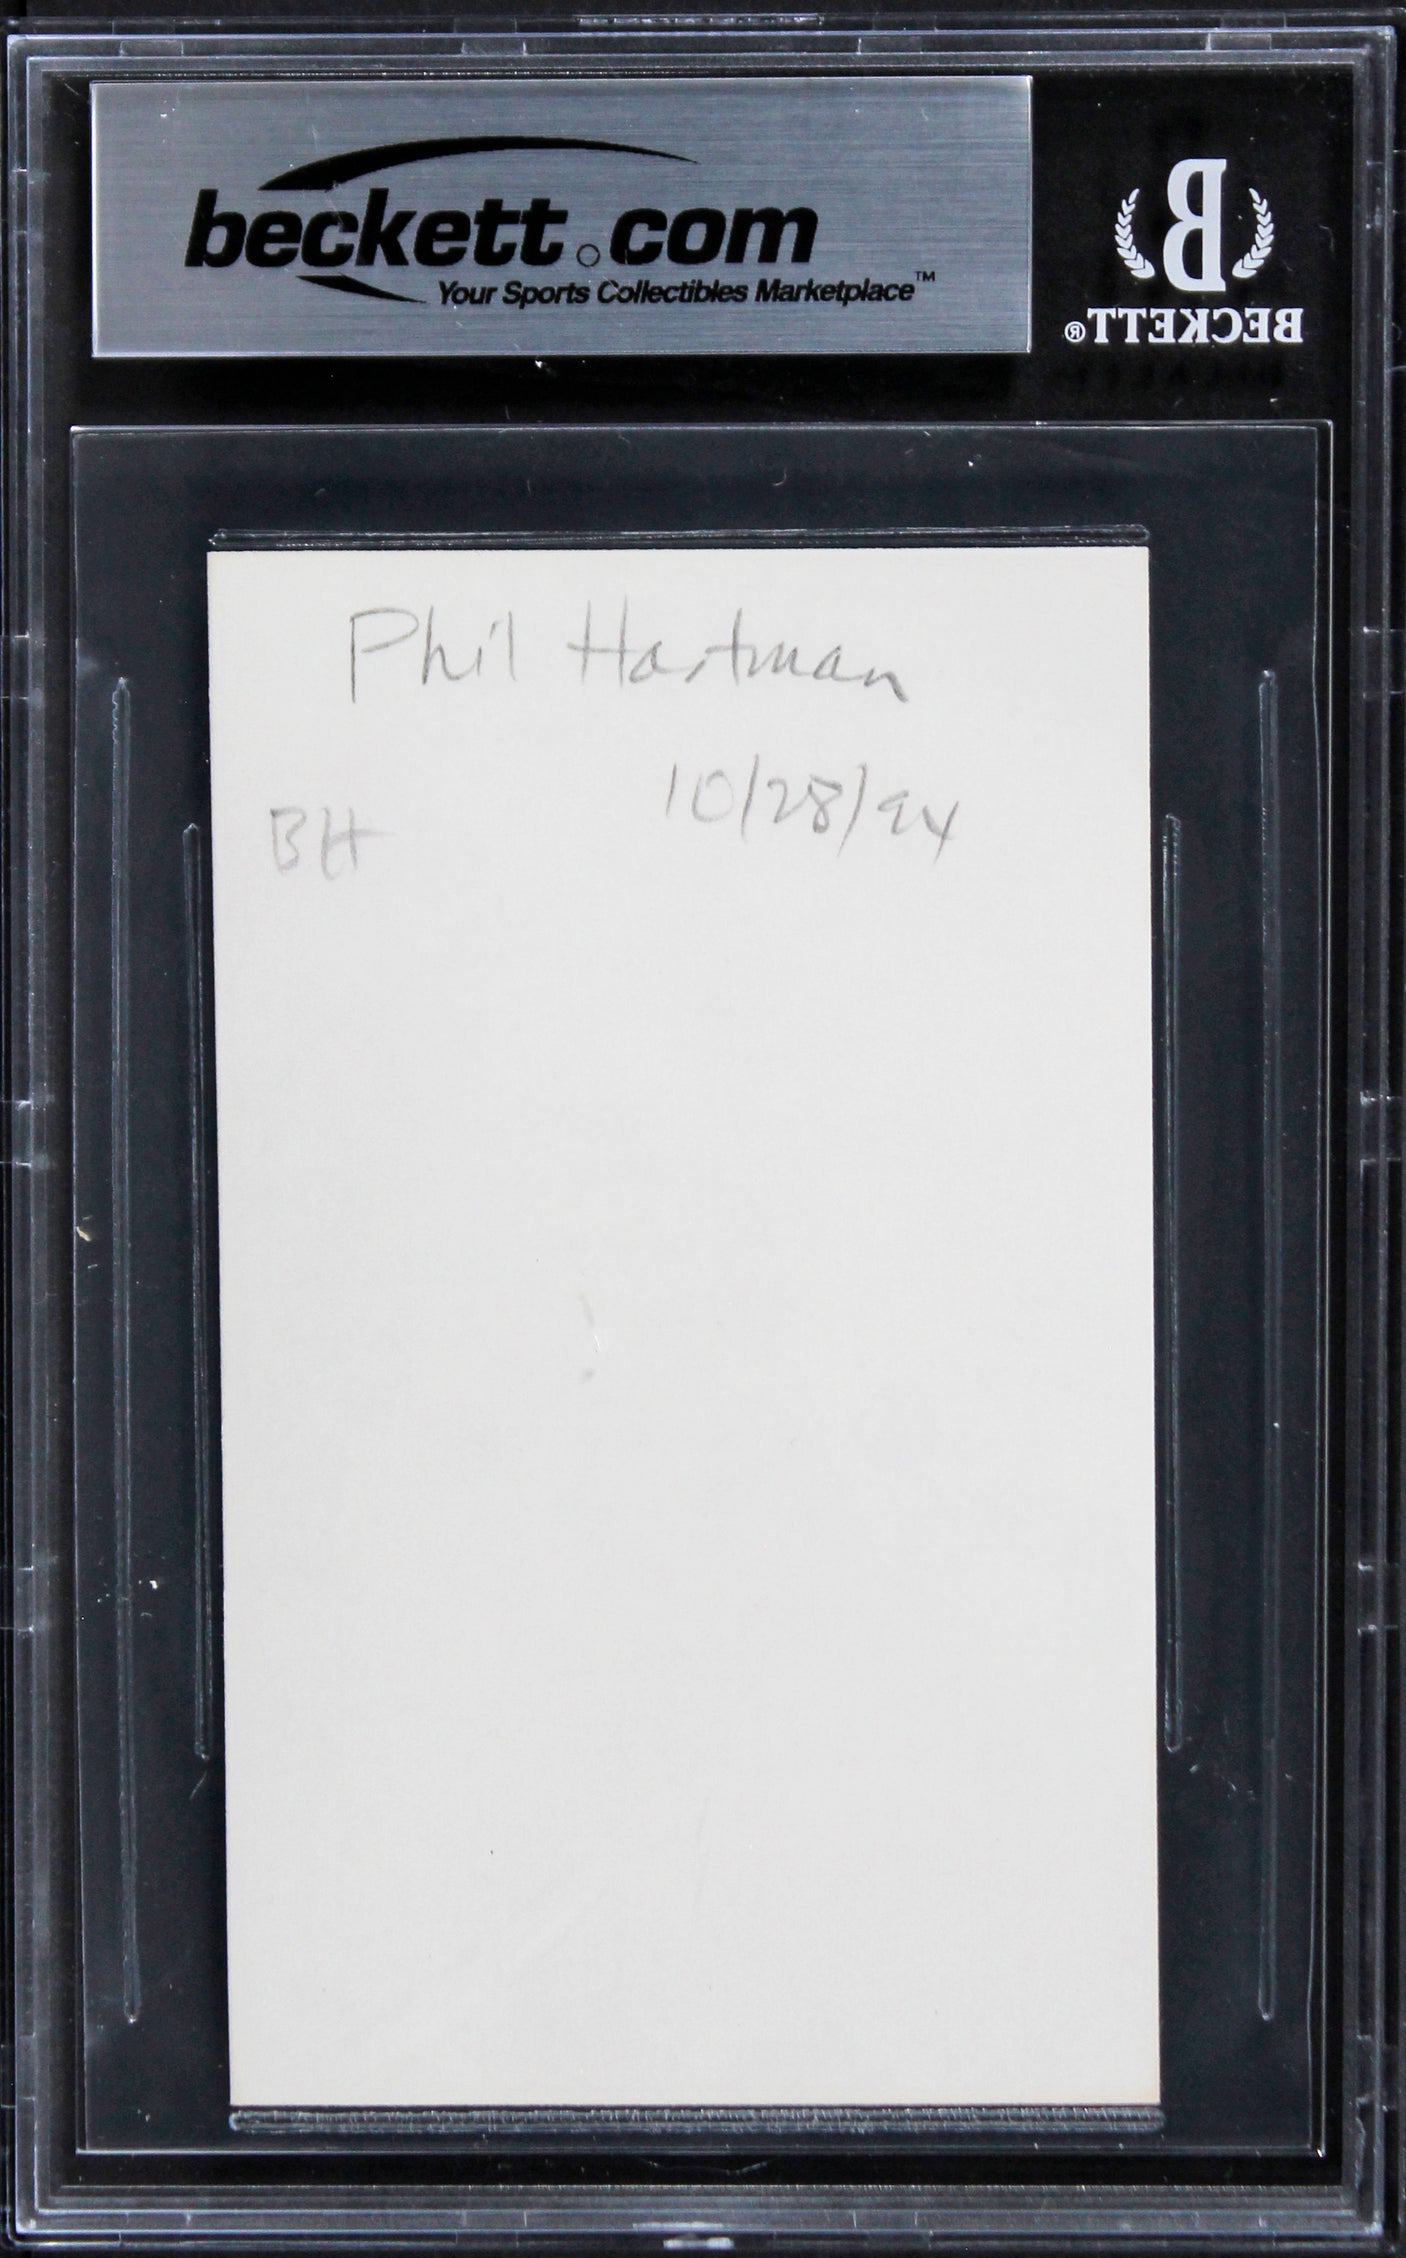 beckett.com
Your Sports Collectibles Marketplace™
B
BECKETT®
Phil Hartman
10/28/94
BH